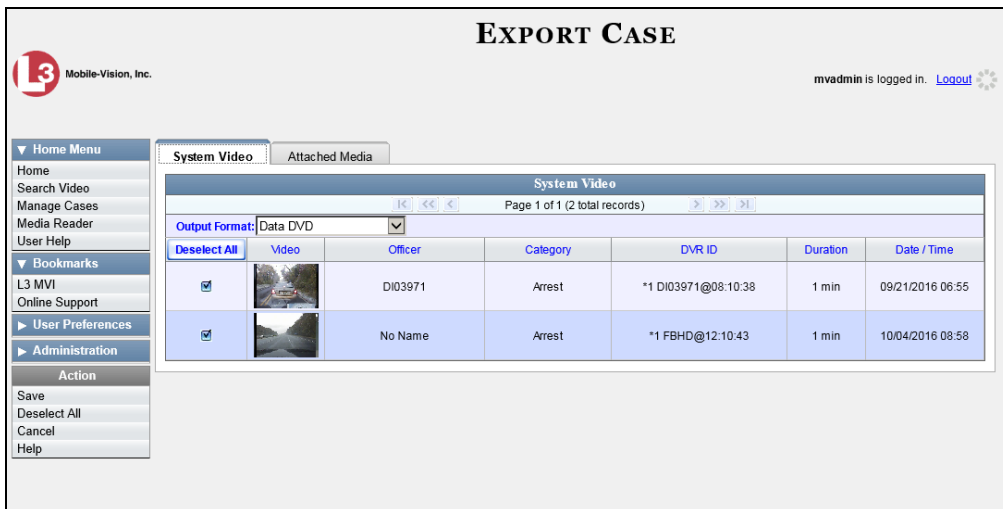 EXPORT CASE
L3 Mobile-Vision, Inc.
mvadmin is logged in. Logout
▼ Home Menu
Home
Search Video
Manage Cases
Media Reader
User Help
▼ Bookmarks
L3 MVI
Online Support
▶ User Preferences
▶ Administration
Action
Save
Deselect All
Cancel
Help
System Video Attached Media
System Video
|< << < Page 1 of 1 (2 total records) > >> >|
Output Format: Data DVD
Deselect All Video Officer Category DVR ID Duration Date / Time
DI03971 Arrest *1 DI03971@08:10:38 1 min 09/21/2016 06:55
No Name Arrest *1 FBHD@12:10:43 1 min 10/04/2016 08:58